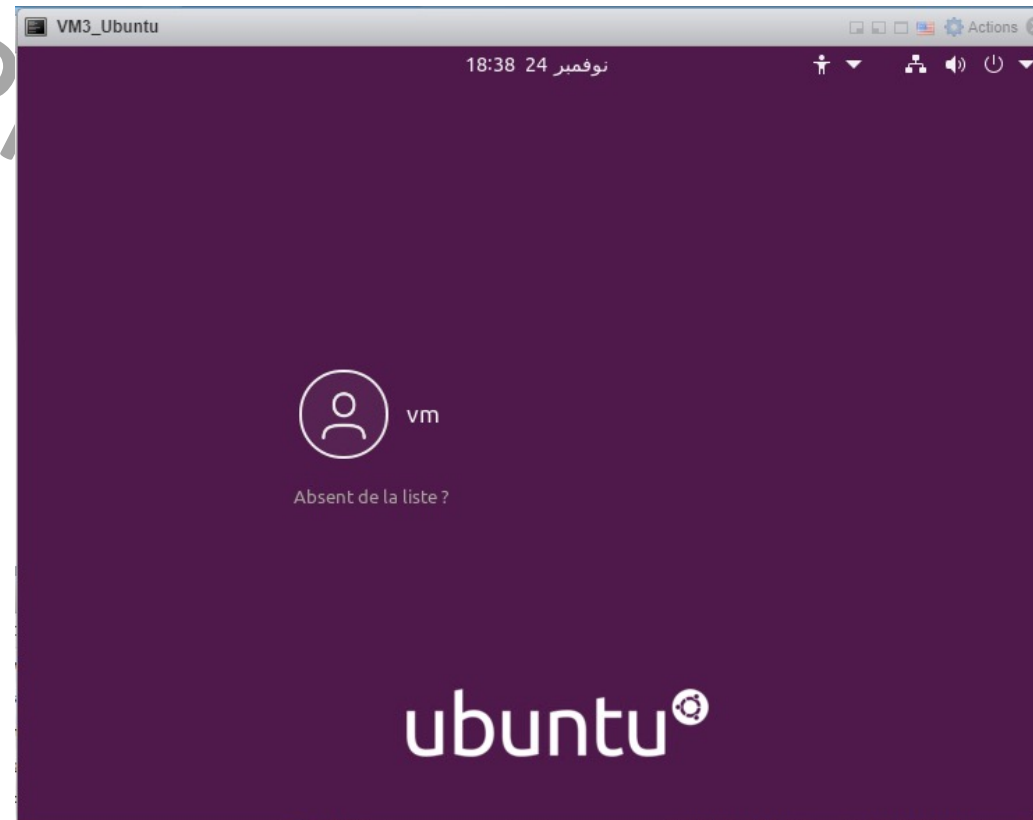 VM3_Ubuntu Actions
18:38 24 نوفمبر
vm
Absent de la liste ?
ubuntu